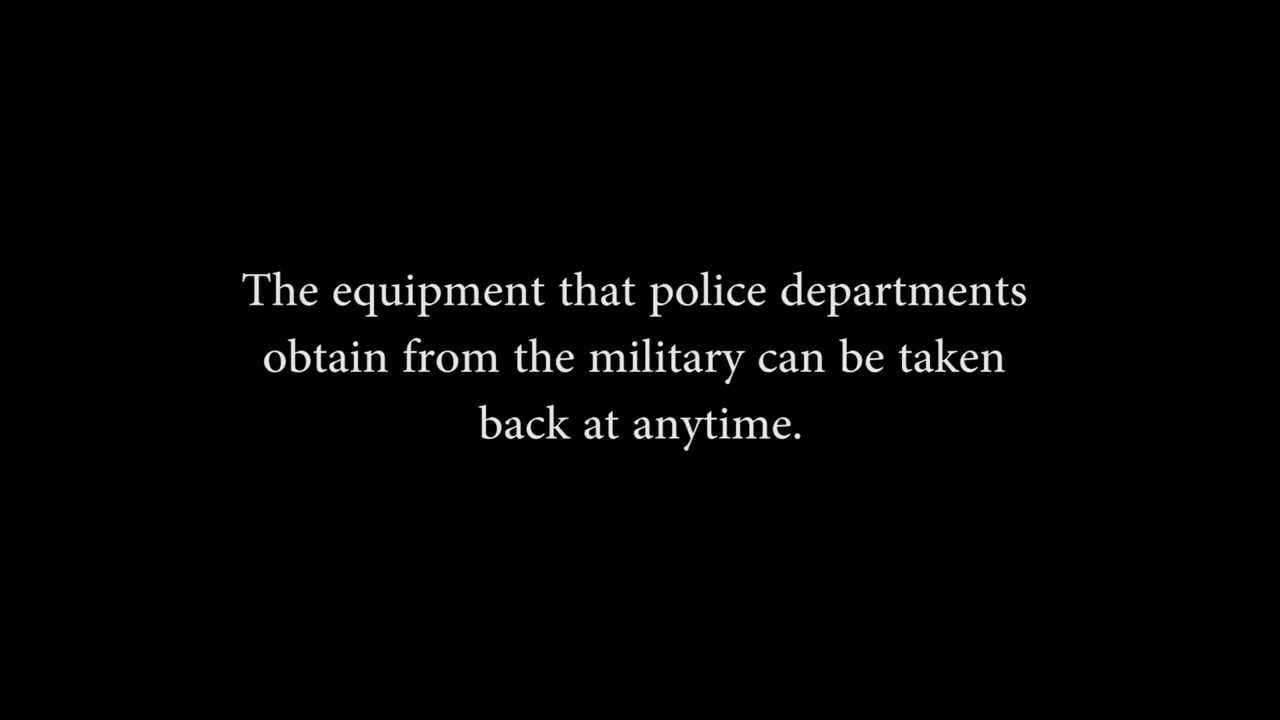 The equipment that police departments
obtain from the military can be taken
back at anytime.